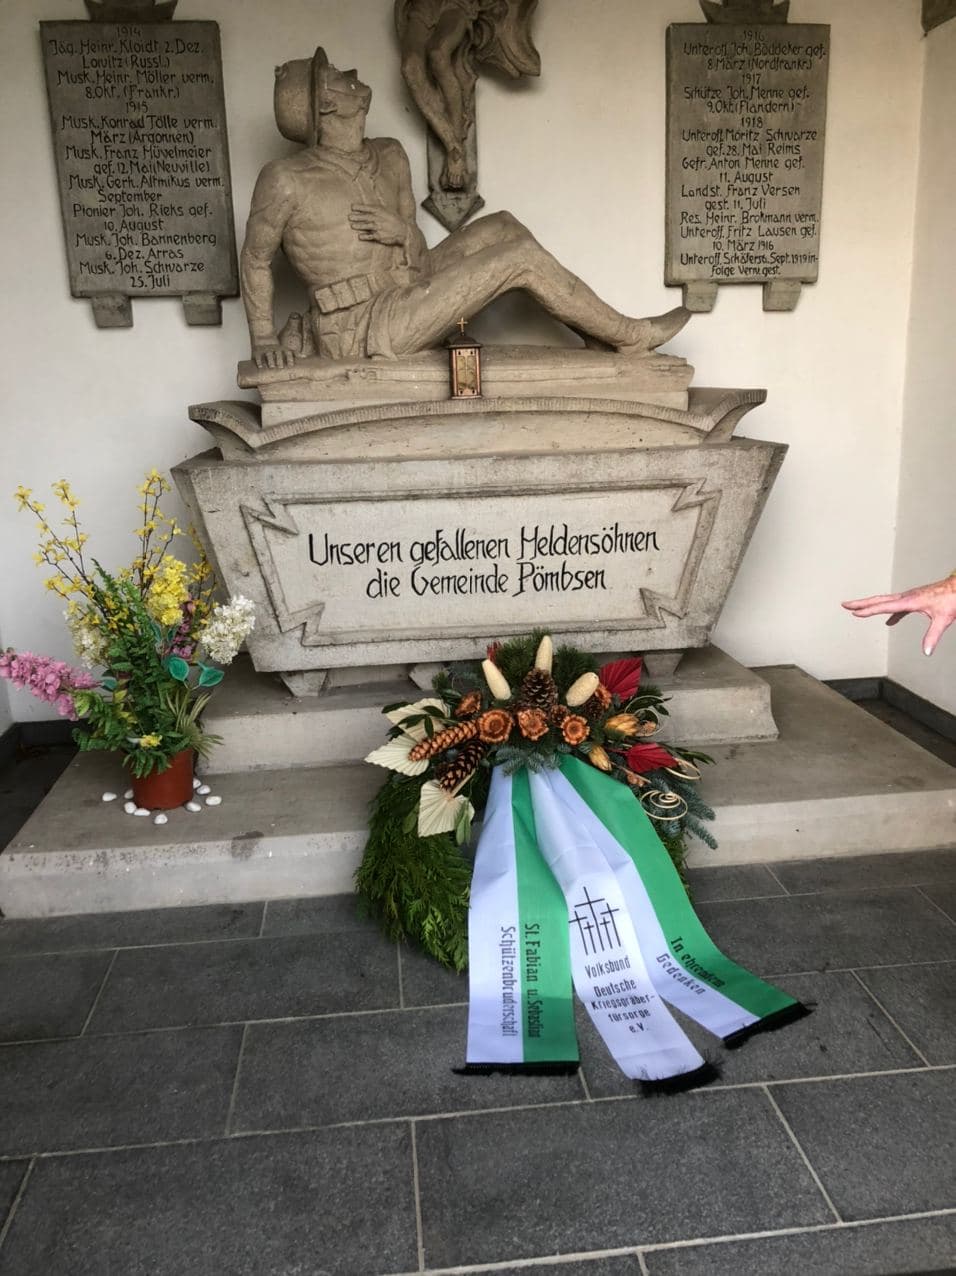 1914
Jäg. Heinr. Kloidt 2. Dez.
Lowitz (Russl.)
Musk. Heinr. Möller verm.
8. Okt. (Frankr.)
1915
Musk. Konrad Tölle verm.
März (Argonnen)
Musk. Franz Hüvelmeier
gef. 12. Mai (Neuville)
Musk. Gerh. Altmikus verm.
September
Pionier Joh. Rieks gef.
10. August
Musk. Joh. Bannenberg
6. Dez. Arras
Musk. Joh. Schwarze
25. Juli
1916
Unteroff. Joh. Böddeker gef.
8. März (Nordfrankr.)
1917
Schütze Joh. Menne gef.
9. Okt. (Flandern)
1918
Unteroff. Moritz Schwarze
gef. 28. Mai Reims
Gefr. Anton Menne gef.
11. August
Landst. Franz Versen
gest. 11. Juli
Res. Heinr. Brokmann verm.
Unteroff. Fritz Lausen gef.
10. März 1916
Unteroff. Schäfers 6. Sept. 1919 in-
folge Verw. gest.
Unseren gefallenen Heldensöhnen
die Gemeinde Pömbsen
St. Fabian u. Sebastian
Schützenbruderschaft
Volksbund
Deutsche
Kriegsgräber-
fürsorge
e.V.
In ehrendem
Gedenken